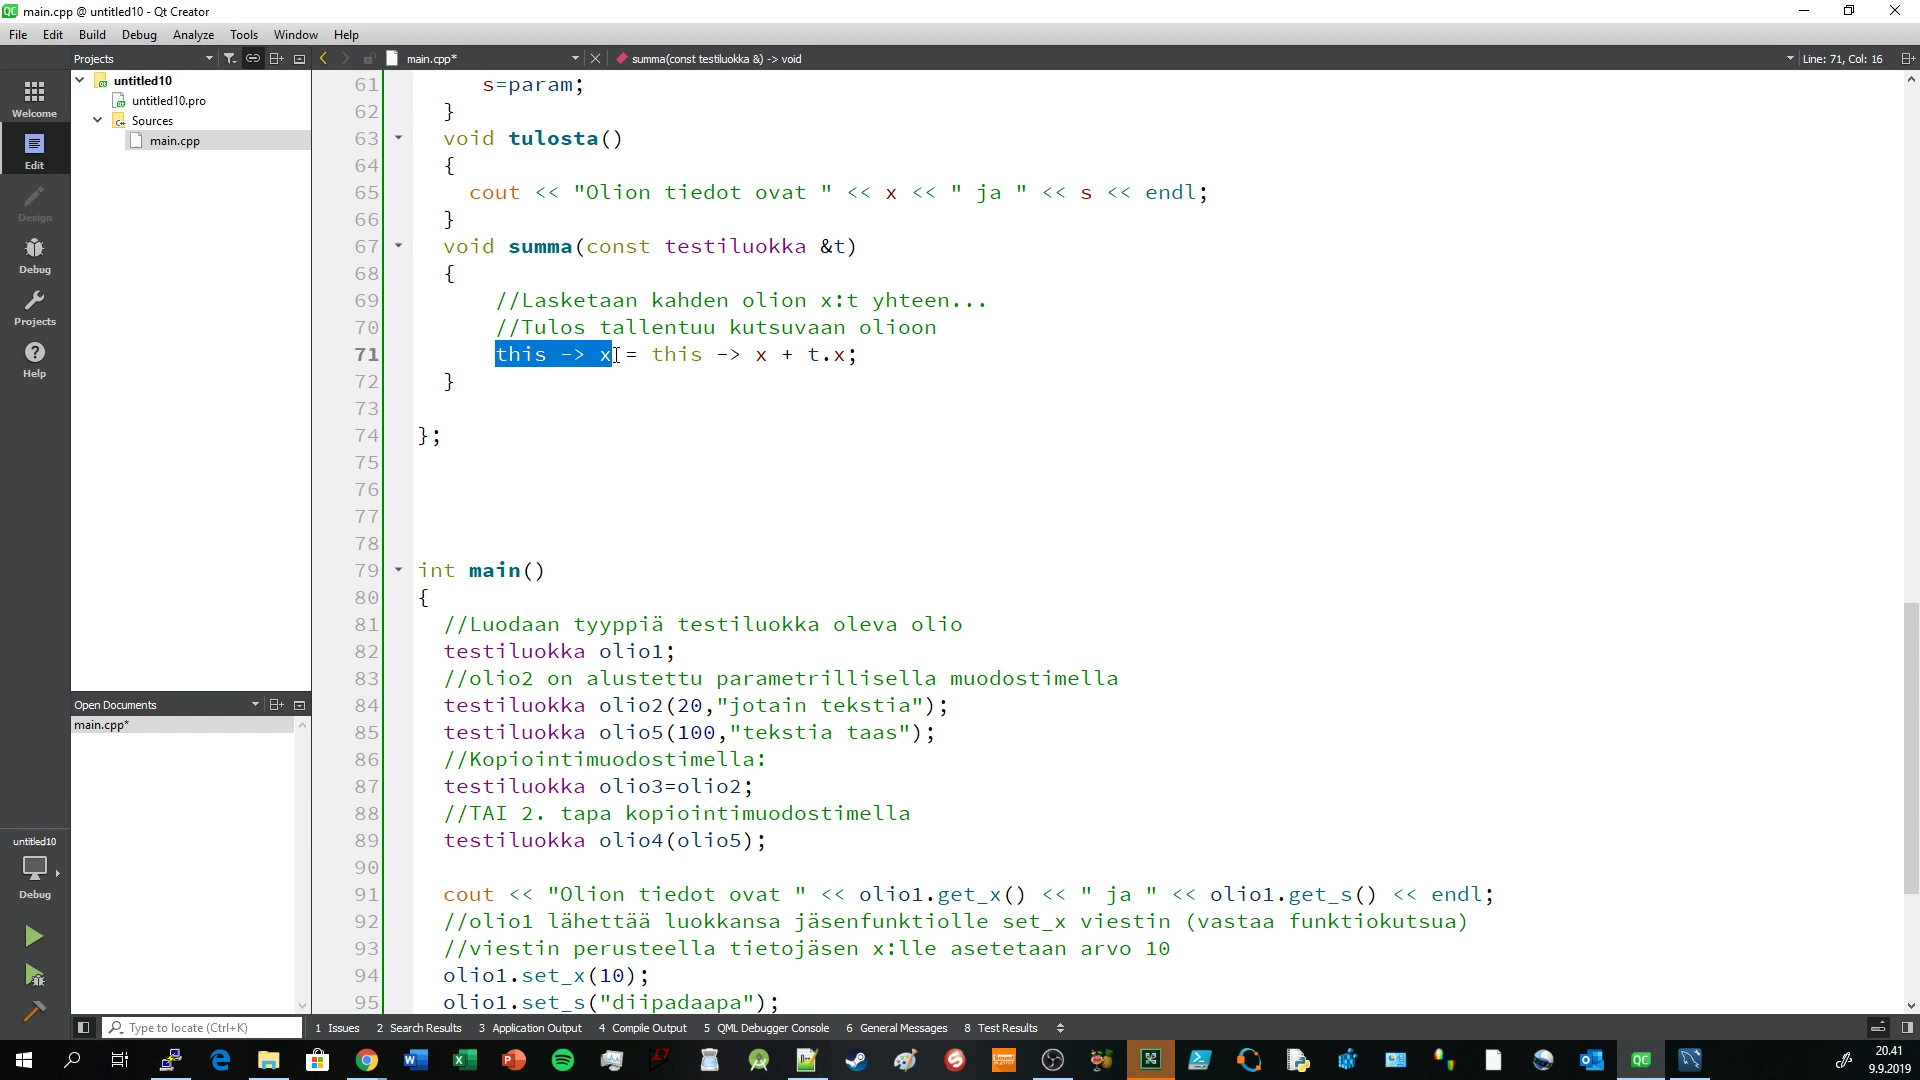 main.cpp @ untitled10 - Qt Creator
File Edit Build Debug Analyze Tools Window Help
Projects main.cpp* summa(const testiluokka &) -> void Line: 71, Col: 16
Welcome
Edit
Design
Debug
Projects
Help
untitled10
untitled10.pro
Sources
main.cpp
61 s=param;
62 }
63 void tulosta()
64 {
65 cout << "Olion tiedot ovat " << x << " ja " << s << endl;
66 }
67 void summa(const testiluokka &t)
68 {
69 //Lasketaan kahden olion x:t yhteen...
70 //Tulos tallentuu kutsuvaan olioon
71 this -> x = this -> x + t.x;
72 }
73
74 };
75
76
77
78
79 int main()
80 {
81 //Luodaan tyyppiä testiluokka oleva olio
82 testiluokka olio1;
83 //olio2 on alustettu parametrillisella muodostimella
84 testiluokka olio2(20,"jotain tekstia");
85 testiluokka olio5(100,"tekstia taas");
86 //Kopiointimuodostimella:
87 testiluokka olio3=olio2;
88 //TAI 2. tapa kopiointimuodostimella
89 testiluokka olio4(olio5);
90
91 cout << "Olion tiedot ovat " << olio1.get_x() << " ja " << olio1.get_s() << endl;
92 //olio1 lähettää luokkansa jäsenfunktiolle set_x viestin (vastaa funktiokutsua)
93 //viestin perusteella tietojäsen x:lle asetetaan arvo 10
94 olio1.set_x(10);
95 olio1.set_s("diipadaapa");
Open Documents
main.cpp*
untitled10
Debug
Type to locate (Ctrl+K) 1 Issues 2 Search Results 3 Application Output 4 Compile Output 5 QML Debugger Console 6 General Messages 8 Test Results
20.41
9.9.2019